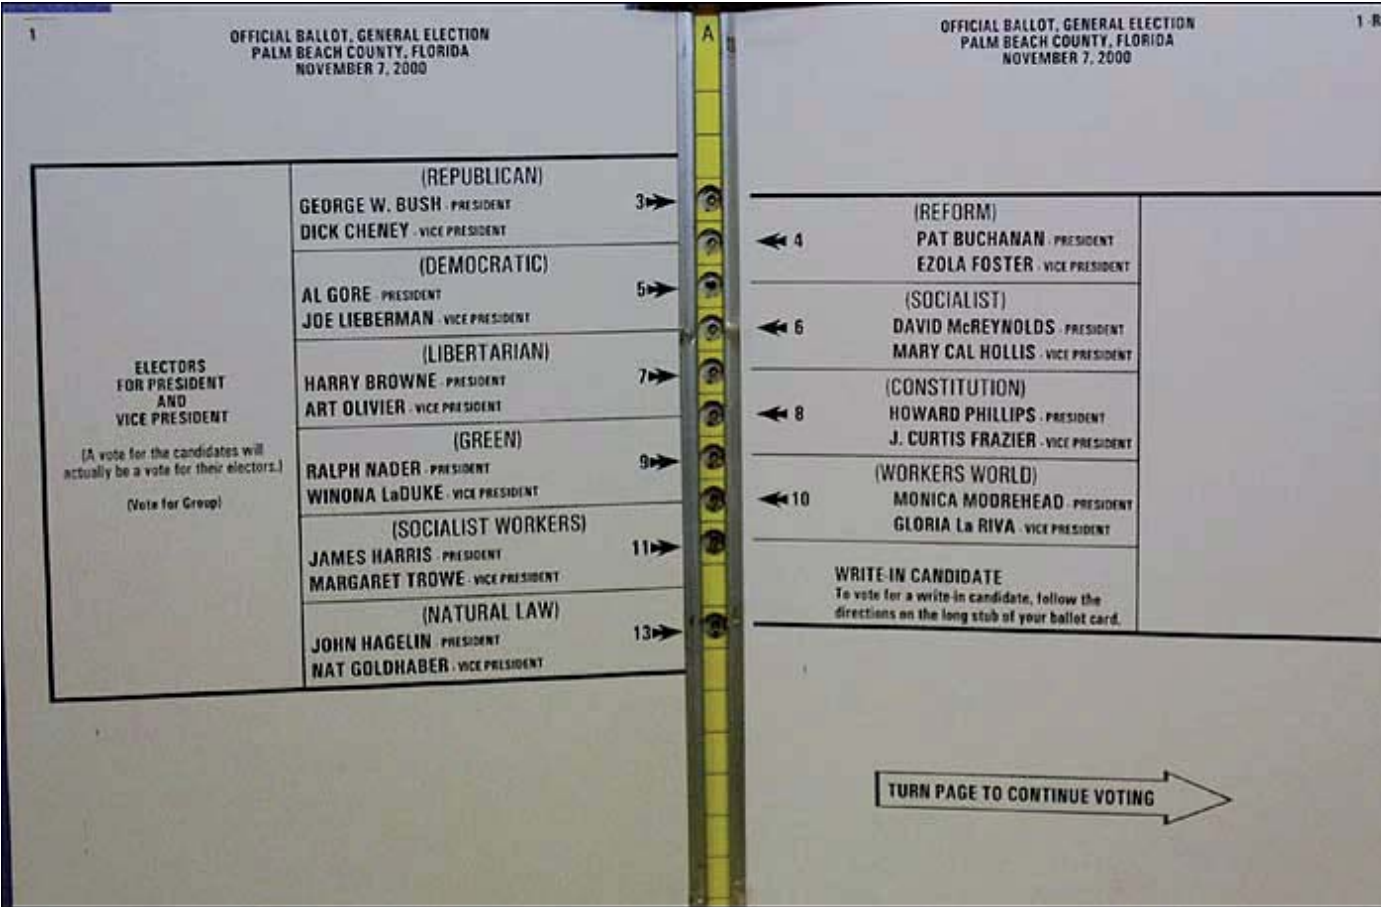 1
OFFICIAL BALLOT, GENERAL ELECTION
PALM BEACH COUNTY, FLORIDA
NOVEMBER 7, 2000
ELECTORS
FOR PRESIDENT
AND
VICE PRESIDENT
(A vote for the candidates will
actually be a vote for their electors.)
(Vote for Group)
(REPUBLICAN)
GEORGE W. BUSH - PRESIDENT
DICK CHENEY - VICE PRESIDENT
3
(DEMOCRATIC)
AL GORE - PRESIDENT
JOE LIEBERMAN - VICE PRESIDENT
5
(LIBERTARIAN)
HARRY BROWNE - PRESIDENT
ART OLIVIER - VICE PRESIDENT
7
(GREEN)
RALPH NADER - PRESIDENT
WINONA LaDUKE - VICE PRESIDENT
9
(SOCIALIST WORKERS)
JAMES HARRIS - PRESIDENT
MARGARET TROWE - VICE PRESIDENT
11
(NATURAL LAW)
JOHN HAGELIN - PRESIDENT
NAT GOLDHABER - VICE PRESIDENT
13
A
OFFICIAL BALLOT, GENERAL ELECTION
PALM BEACH COUNTY, FLORIDA
NOVEMBER 7, 2000
1-R
(REFORM)
4
PAT BUCHANAN - PRESIDENT
EZOLA FOSTER - VICE PRESIDENT
(SOCIALIST)
6
DAVID McREYNOLDS - PRESIDENT
MARY CAL HOLLIS - VICE PRESIDENT
(CONSTITUTION)
8
HOWARD PHILLIPS - PRESIDENT
J. CURTIS FRAZIER - VICE PRESIDENT
(WORKERS WORLD)
10
MONICA MOOREHEAD - PRESIDENT
GLORIA La RIVA - VICE PRESIDENT
WRITE-IN CANDIDATE
To vote for a write-in candidate, follow the
directions on the long stub of your ballot card.
TURN PAGE TO CONTINUE VOTING